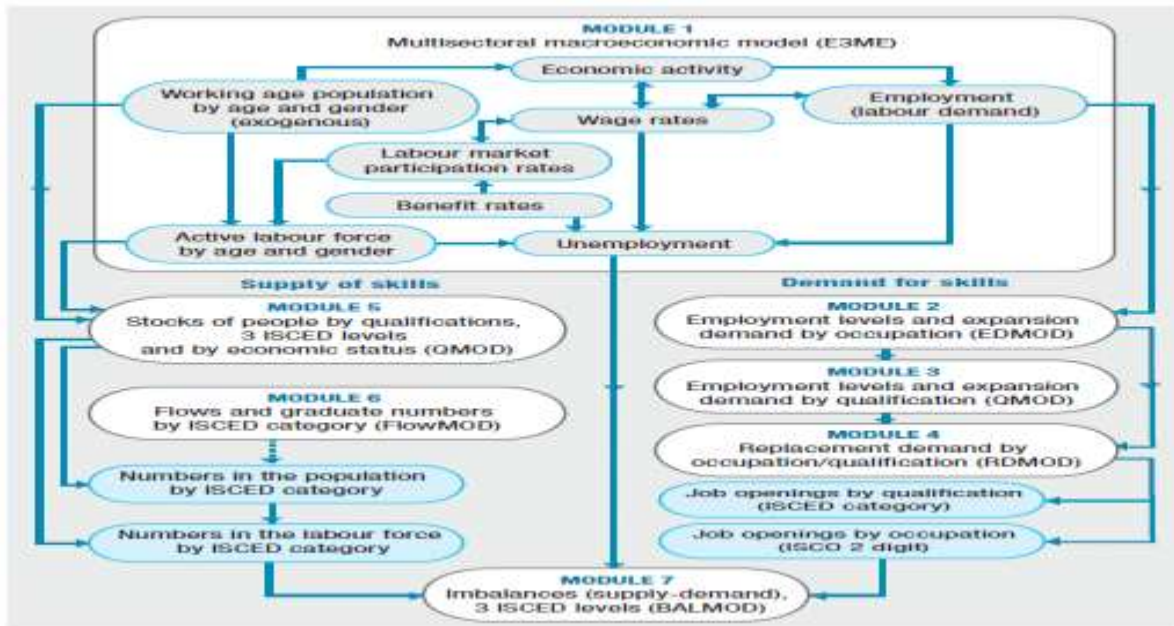 MODULE 1
Multisectoral macroeconomic model (E3ME)
Economic activity
Working age population
by age and gender
(exogenous)
Employment
(labour demand)
Wage rates
Labour market
participation rates
Benefit rates
Active labour force
by age and gender
Unemployment
Supply of skills
MODULE 5
Stocks of people by qualifications,
3 ISCED levels
and by economic status (QMOD)
MODULE 6
Flows and graduate numbers
by ISCED category (FlowMOD)
Numbers in the population
by ISCED category
Numbers in the labour force
by ISCED category
Demand for skills
MODULE 2
Employment levels and expansion
demand by occupation (EDMOD)
MODULE 3
Employment levels and expansion
demand by qualification (QMOD)
MODULE 4
Replacement demand by
occupation/qualification (RDMOD)
Job openings by qualification
(ISCED category)
Job openings by occupation
(ISCO 2 digit)
MODULE 7
Imbalances (supply-demand),
3 ISCED levels (BALMOD)